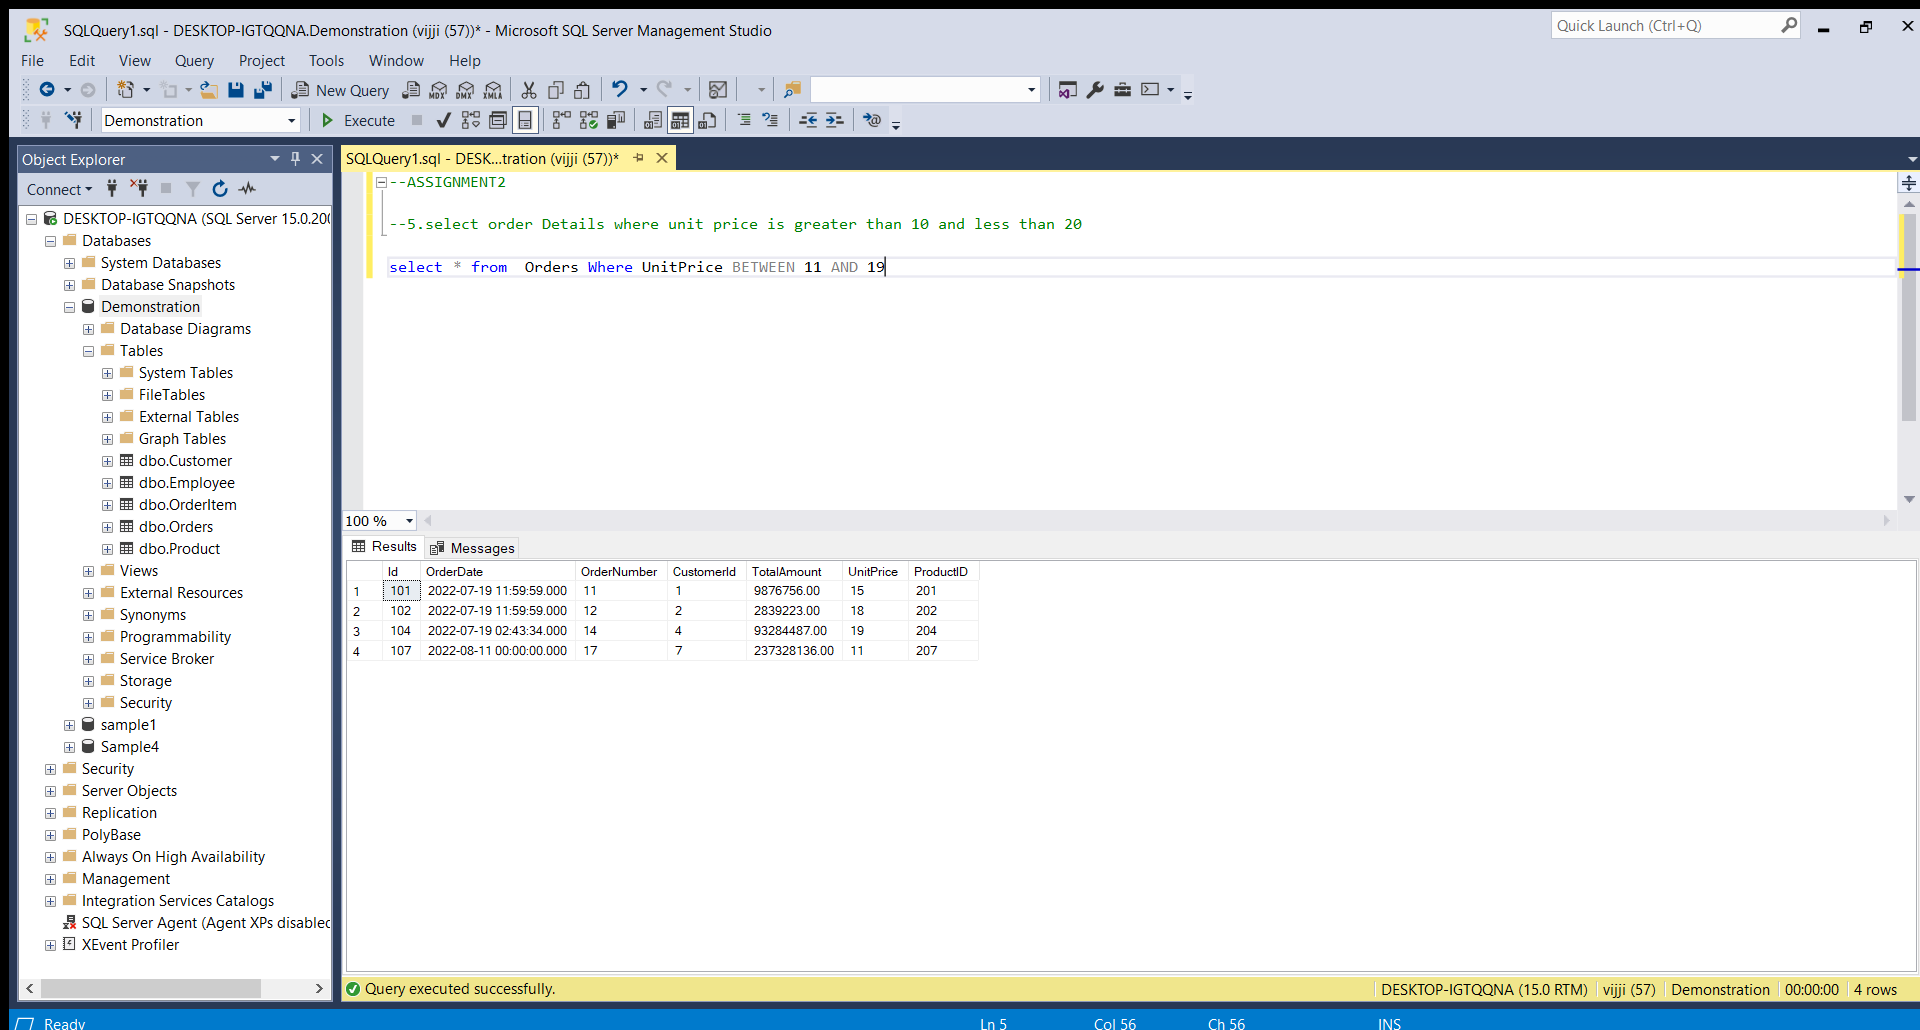 SQLQuery1.sql - DESKTOP-IGTQQNA.Demonstration (vijji (57))* - Microsoft SQL Server Management Studio
Quick Launch (Ctrl+Q)
File Edit View Query Project Tools Window Help
New Query
MDX DMX XMLA
Demonstration
Execute
Object Explorer
SQLQuery1.sql - DESK...tration (vijji (57))*
Connect
DESKTOP-IGTQQNA (SQL Server 15.0.200
Databases
System Databases
Database Snapshots
Demonstration
Database Diagrams
Tables
System Tables
FileTables
External Tables
Graph Tables
dbo.Customer
dbo.Employee
dbo.OrderItem
dbo.Orders
dbo.Product
Views
External Resources
Synonyms
Programmability
Service Broker
Storage
Security
sample1
Sample4
Security
Server Objects
Replication
PolyBase
Always On High Availability
Management
Integration Services Catalogs
SQL Server Agent (Agent XPs disabled
XEvent Profiler
--ASSIGNMENT2
--5.select order Details where unit price is greater than 10 and less than 20
select * from  Orders Where UnitPrice BETWEEN 11 AND 19
100 %
Results Messages
Id OrderDate OrderNumber CustomerId TotalAmount UnitPrice ProductID
1 101 2022-07-19 11:59:59.000 11 1 9876756.00 15 201
2 102 2022-07-19 11:59:59.000 12 2 2839223.00 18 202
3 104 2022-07-19 02:43:34.000 14 4 93284487.00 19 204
4 107 2022-08-11 00:00:00.000 17 7 237328136.00 11 207
Query executed successfully.
DESKTOP-IGTQQNA (15.0 RTM) vijji (57) Demonstration 00:00:00 4 rows
Ready Ln 5 Col 56 Ch 56 INS